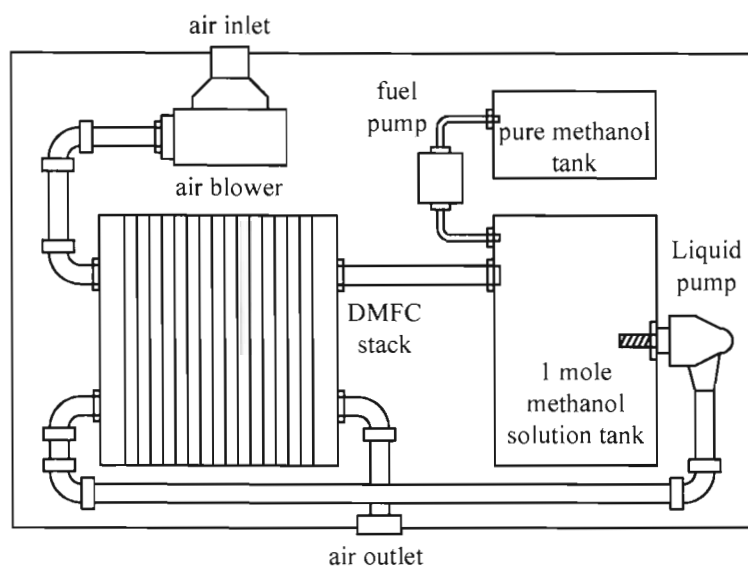 air inlet
fuel
pump
pure methanol
tank
air blower
Liquid
pump
DMFC
stack
1 mole
methanol
solution tank
air outlet